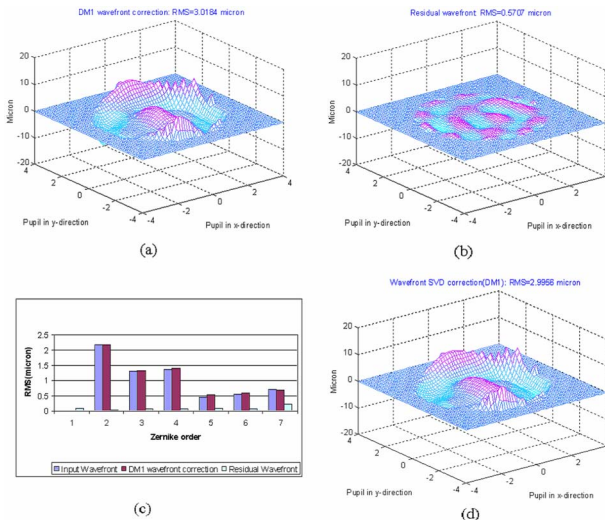 DM1 wavefront correction: RMS=3.0184 micron
20
10
0
-10
-20
Micron
4
2
0
-2
-4
Pupil in y-direction
-4
-2
0
2
4
Pupil in x-direction
(a)
Residual wavefront: RMS=0.5707 micron
20
10
0
-10
-20
Micron
4
2
0
-2
-4
Pupil in y-direction
-4
-2
0
2
4
Pupil in x-direction
(b)
2.5
2
1.5
1
0.5
0
RMS(micron)
1 2 3 4 5 6 7
Zernike order
Input Wavefront DM1 wavefront correction Residual Wavefront
(c)
Wavefront SVD correction(DM1): RMS=2.9956 micron
20
10
0
-10
-20
Micron
4
2
0
-2
-4
Pupil in y-direction
-4
-2
0
2
4
Pupil in x-direction
(d)